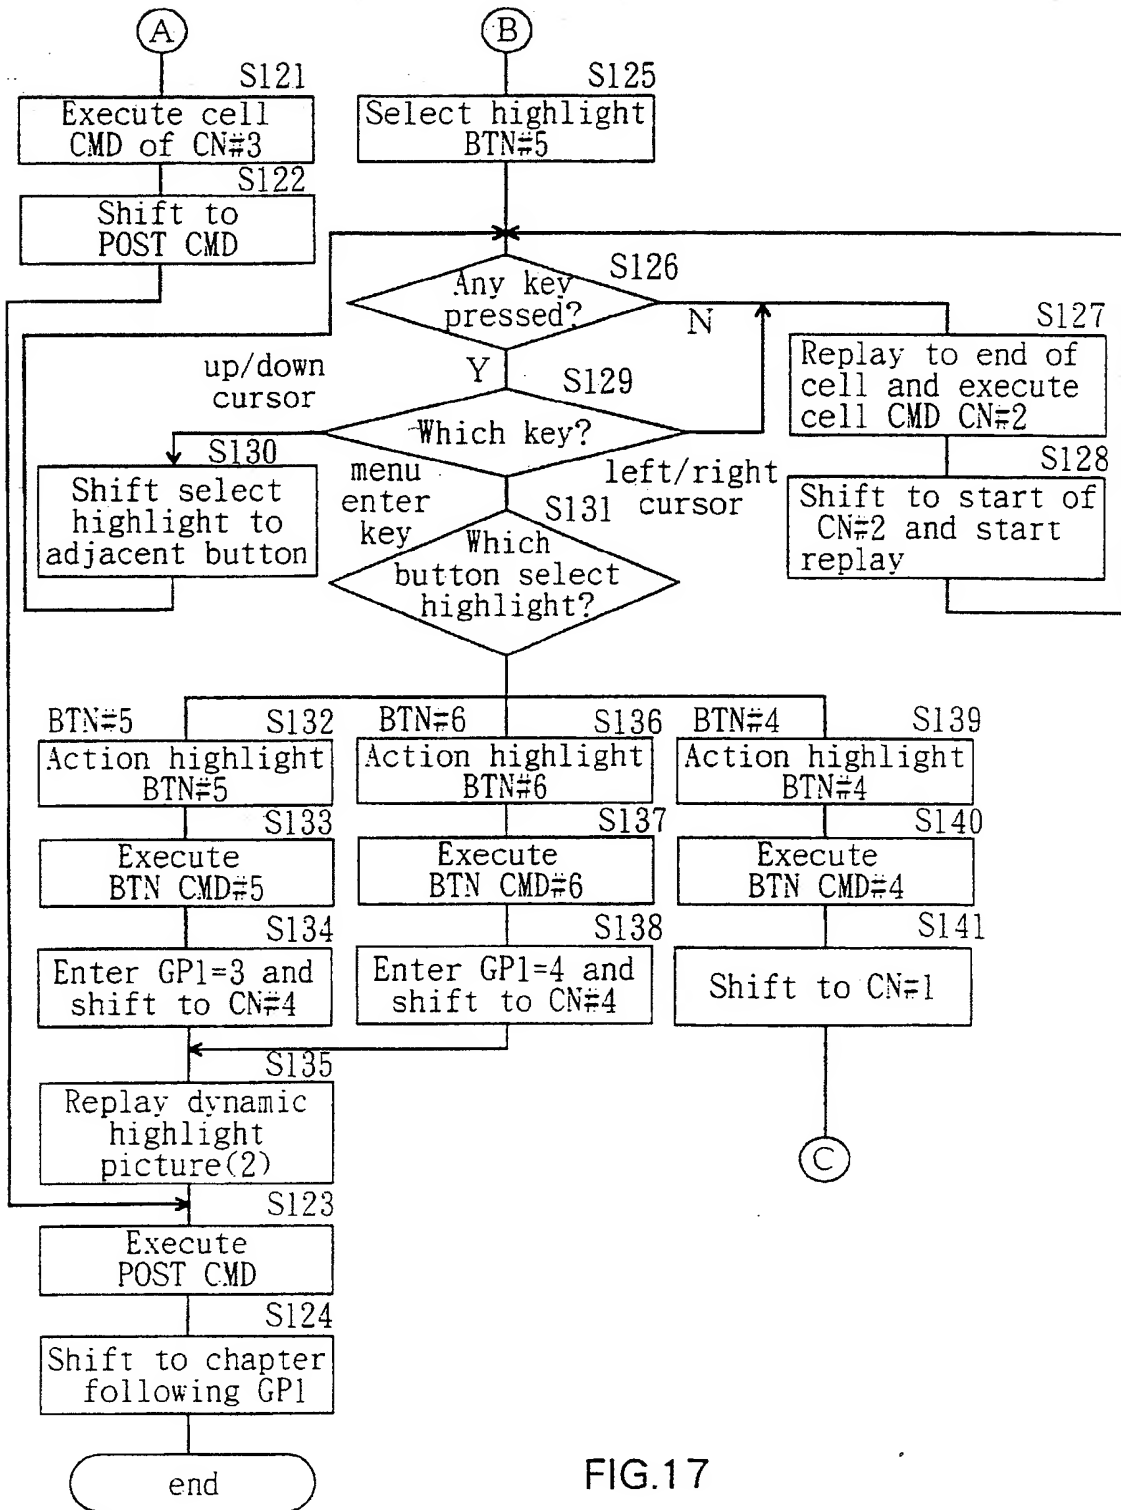 A
S121
Execute cell
CMD of CN#3
S122
Shift to
POST CMD
B
S125
Select highlight
BTN#5
S126
Any key
pressed?
N
Y
S127
Replay to end of
cell and execute
cell CMD CN#2
S128
Shift to start of
CN#2 and start
replay
S129
Which key?
up/down
cursor
S130
Shift select
highlight to
adjacent button
menu
enter
key
left/right
cursor
S131
Which
button select
highlight?
BTN#5
S132
Action highlight
BTN#5
S133
Execute
BTN CMD#5
S134
Enter GP1=3 and
shift to CN#4
BTN#6
S136
Action highlight
BTN#6
S137
Execute
BTN CMD#6
S138
Enter GP1=4 and
shift to CN#4
BTN#4
S139
Action highlight
BTN#4
S140
Execute
BTN CMD#4
S141
Shift to CN#1
C
S135
Replay dynamic
highlight
picture(2)
S123
Execute
POST CMD
S124
Shift to chapter
following GP1
end
FIG.17